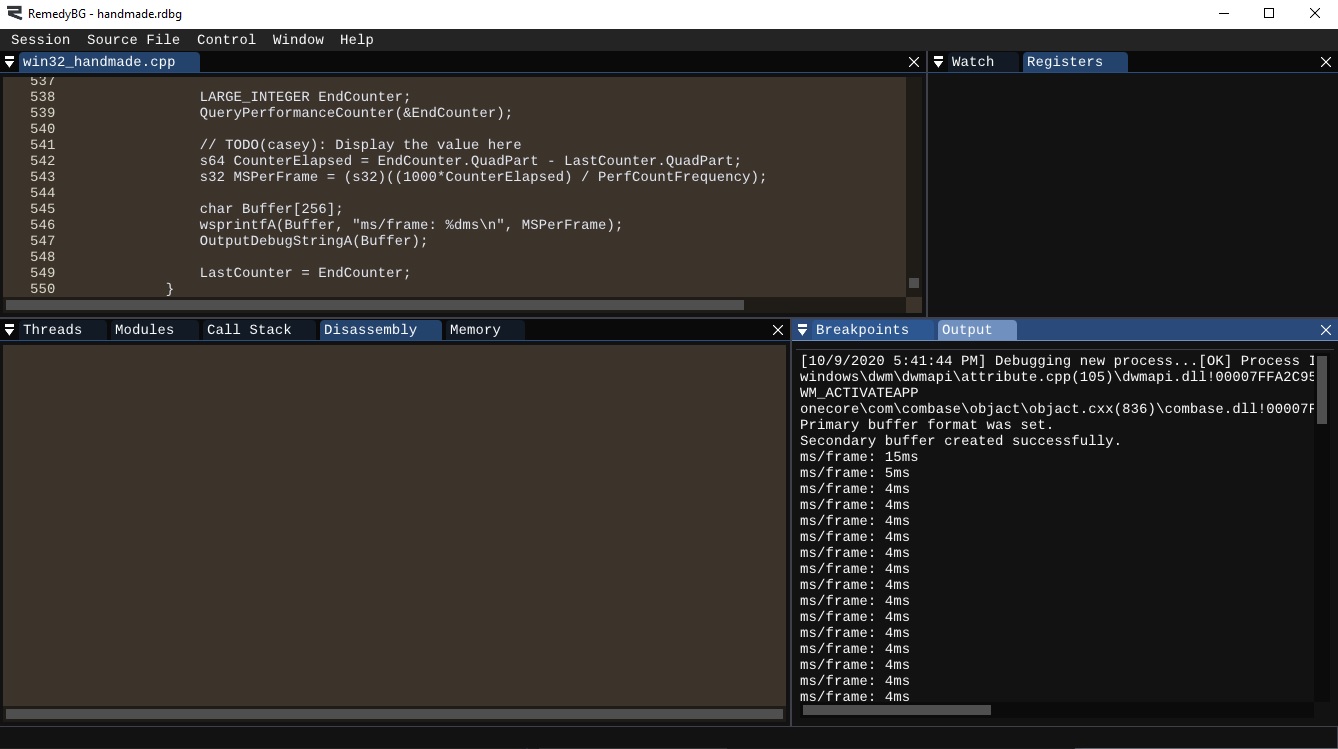 RemedyBG - handmade.rdbg
Session Source File Control Window Help
win32_handmade.cpp
537
538 LARGE_INTEGER EndCounter;
539 QueryPerformanceCounter(&EndCounter);
540
541 // TODO(casey): Display the value here
542 s64 CounterElapsed = EndCounter.QuadPart - LastCounter.QuadPart;
543 s32 MSPerFrame = (s32)((1000*CounterElapsed) / PerfCountFrequency);
544
545 char Buffer[256];
546 wsprintfA(Buffer, "ms/frame: %dms\n", MSPerFrame);
547 OutputDebugStringA(Buffer);
548
549 LastCounter = EndCounter;
550 }
Watch Registers
Threads Modules Call Stack Disassembly Memory
Breakpoints Output
[10/9/2020 5:41:44 PM] Debugging new process...[OK] Process
windows\dwm\dwmapi\attribute.cpp(105)\dwmapi.dll!00007FFA2C95
WM_ACTIVATEAPP
onecore\com\combase\objact\objact.cxx(836)\combase.dll!00007F
Primary buffer format was set.
Secondary buffer created successfully.
ms/frame: 15ms
ms/frame: 5ms
ms/frame: 4ms
ms/frame: 4ms
ms/frame: 4ms
ms/frame: 4ms
ms/frame: 4ms
ms/frame: 4ms
ms/frame: 4ms
ms/frame: 4ms
ms/frame: 4ms
ms/frame: 4ms
ms/frame: 4ms
ms/frame: 4ms
ms/frame: 4ms
ms/frame: 4ms